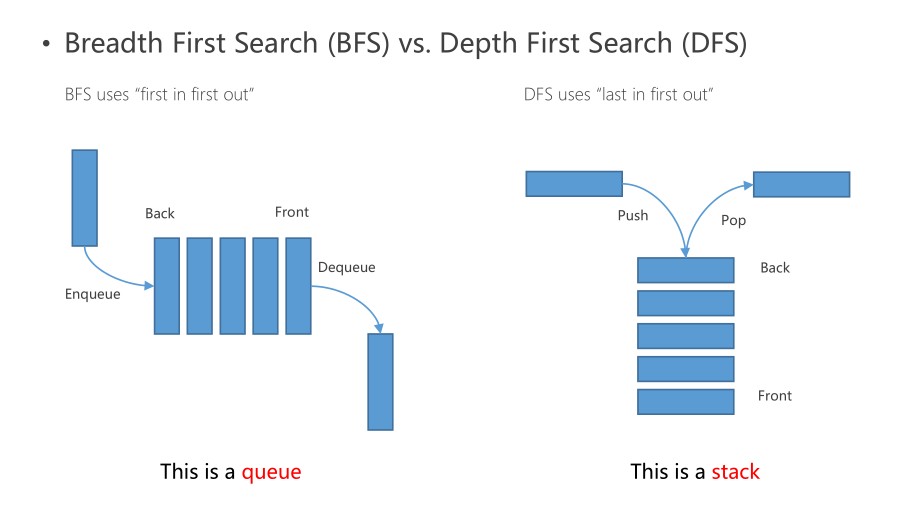 • Breadth First Search (BFS) vs. Depth First Search (DFS)
BFS uses “first in first out”
Back
Front
Enqueue
Dequeue
This is a queue
DFS uses “last in first out”
Push
Pop
Back
Front
This is a stack